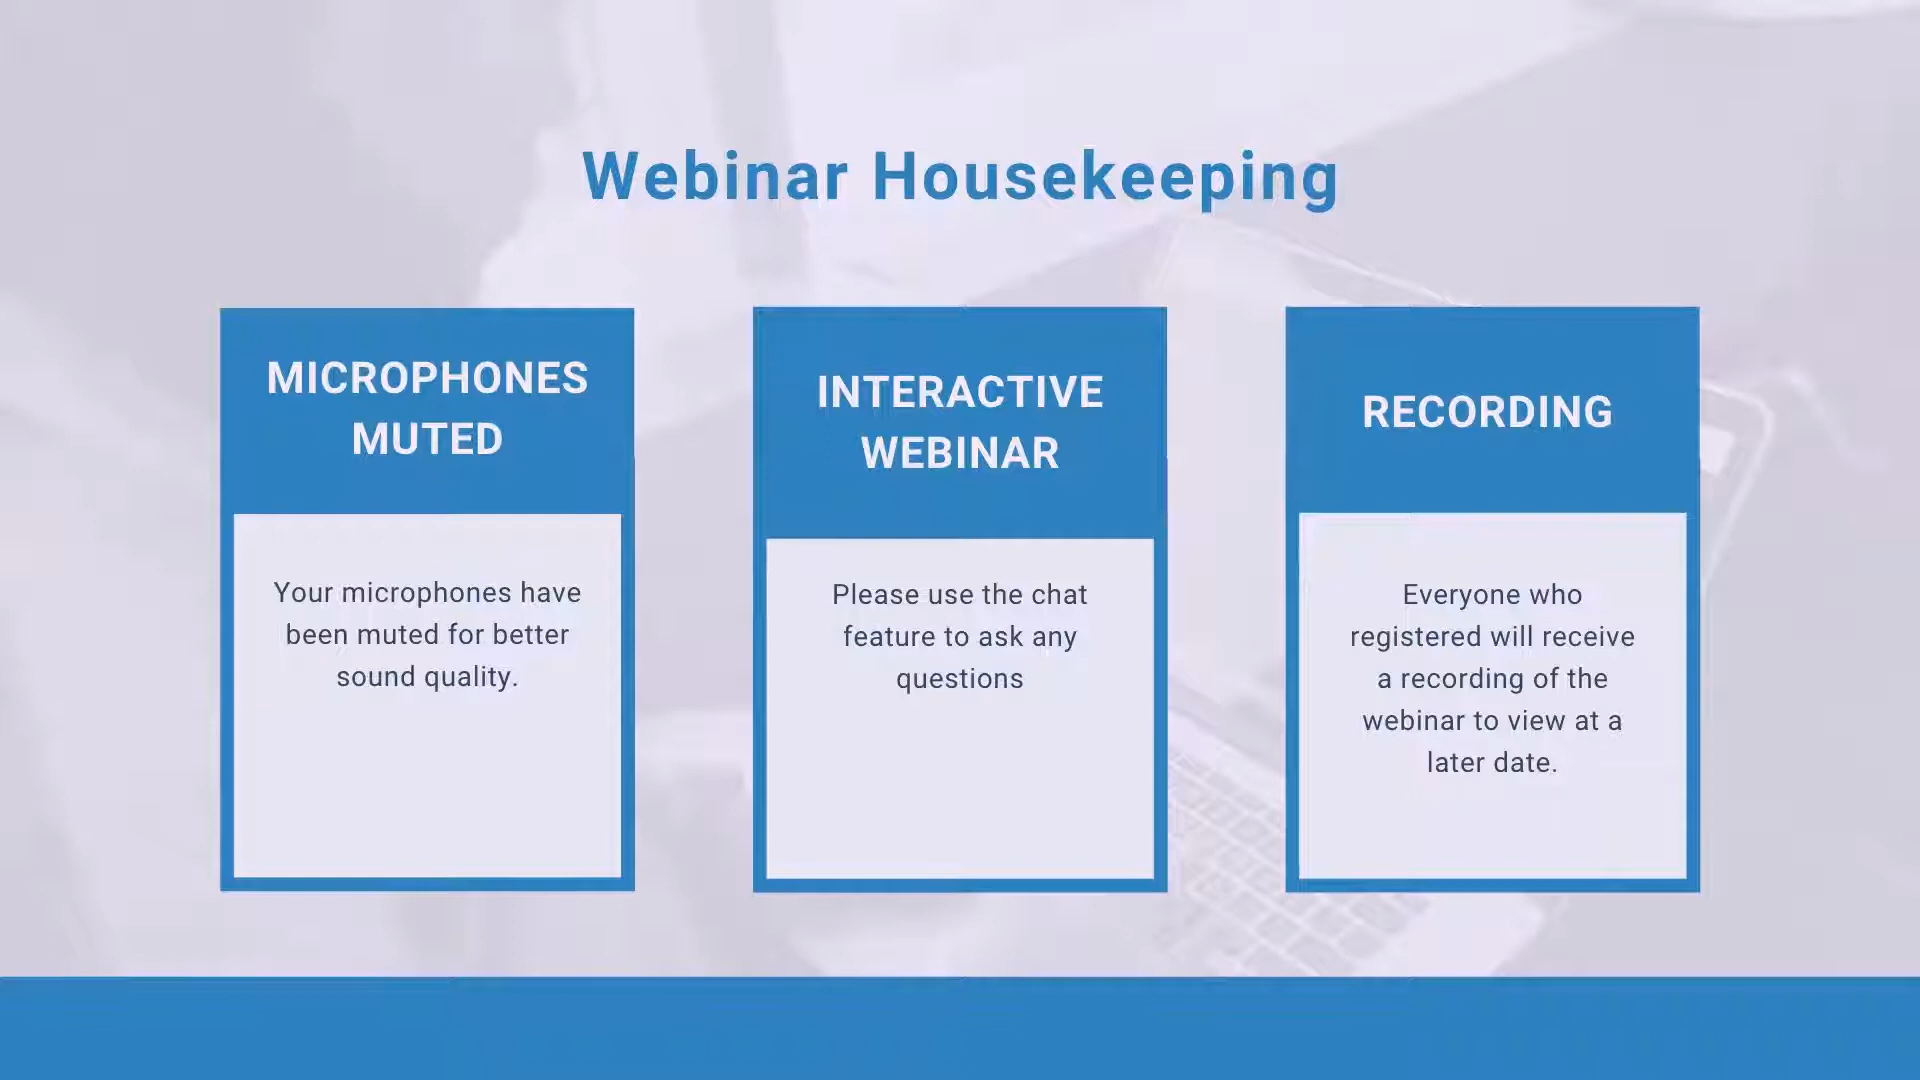 Webinar Housekeeping
MICROPHONES
MUTED
Your microphones have
been muted for better
sound quality.
INTERACTIVE
WEBINAR
Please use the chat
feature to ask any
questions
RECORDING
Everyone who
registered will receive
a recording of the
webinar to view at a
later date.